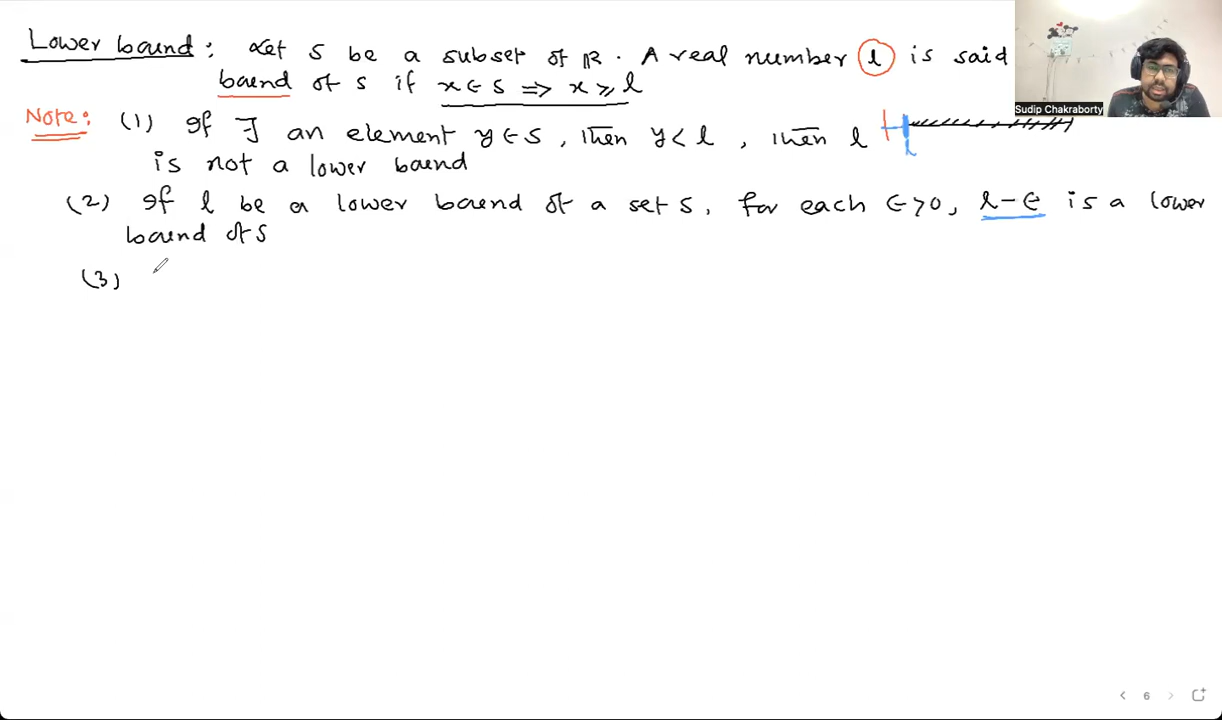 Lower bound: Let S be a subset of ℝ. A real number l is said
bound of S if x ∈ S ⇒ x ⩾ l
Note: (1) If ∃ an element y ∈ S, then y < l, then l
is not a lower bound
l
(2) If l be a lower bound of a set S, for each ∈ > 0, l - ∈ is a lower
bound of S
(3)
Sudip Chakraborty
6